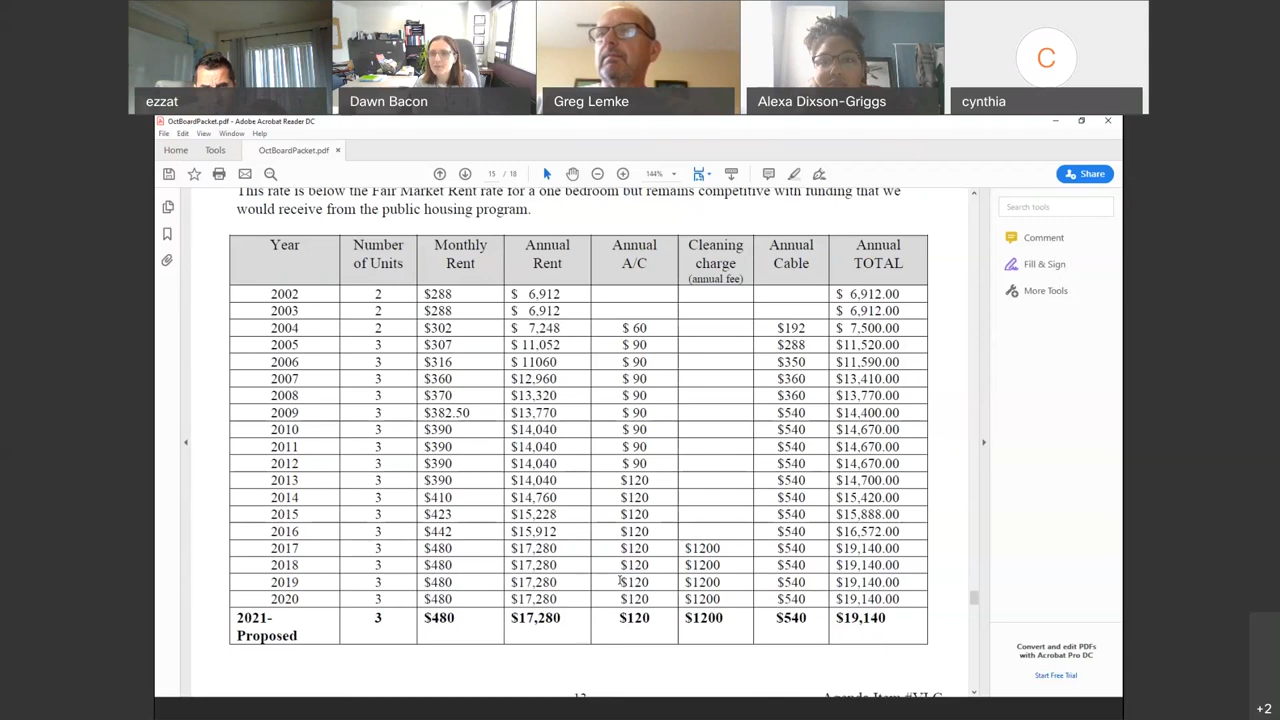 ezzat
Dawn Bacon
Greg Lemke
Alexa Dixson-Griggs
C
cynthia
OctBoardPacket.pdf - Adobe Acrobat Reader DC
File Edit View Window Help
Home Tools OctBoardPacket.pdf ×
15 / 18 144% Share
This rate is below the Fair Market Rent rate for a one bedroom but remains competitive with funding that we
would receive from the public housing program.
Search tools
Comment
Fill & Sign
More Tools
Year Number of Units Monthly Rent Annual Rent Annual A/C Cleaning charge (annual fee) Annual Cable Annual TOTAL
2002 2 $288 $ 6,912 $ 6,912.00
2003 2 $288 $ 6,912 $ 6,912.00
2004 2 $302 $ 7,248 $ 60 $192 $ 7,500.00
2005 3 $307 $ 11,052 $ 90 $288 $11,520.00
2006 3 $316 $ 11060 $ 90 $350 $11,590.00
2007 3 $360 $12,960 $ 90 $360 $13,410.00
2008 3 $370 $13,320 $ 90 $360 $13,770.00
2009 3 $382.50 $13,770 $ 90 $540 $14,400.00
2010 3 $390 $14,040 $ 90 $540 $14,670.00
2011 3 $390 $14,040 $ 90 $540 $14,670.00
2012 3 $390 $14,040 $ 90 $540 $14,670.00
2013 3 $390 $14,040 $120 $540 $14,700.00
2014 3 $410 $14,760 $120 $540 $15,420.00
2015 3 $423 $15,228 $120 $540 $15,888.00
2016 3 $442 $15,912 $120 $540 $16,572.00
2017 3 $480 $17,280 $120 $1200 $540 $19,140.00
2018 3 $480 $17,280 $120 $1200 $540 $19,140.00
2019 3 $480 $17,280 $120 $1200 $540 $19,140.00
2020 3 $480 $17,280 $120 $1200 $540 $19,140.00
2021- Proposed 3 $480 $17,280 $120 $1200 $540 $19,140
Convert and edit PDFs
with Acrobat Pro DC
Start Free Trial
Agenda Item
+2